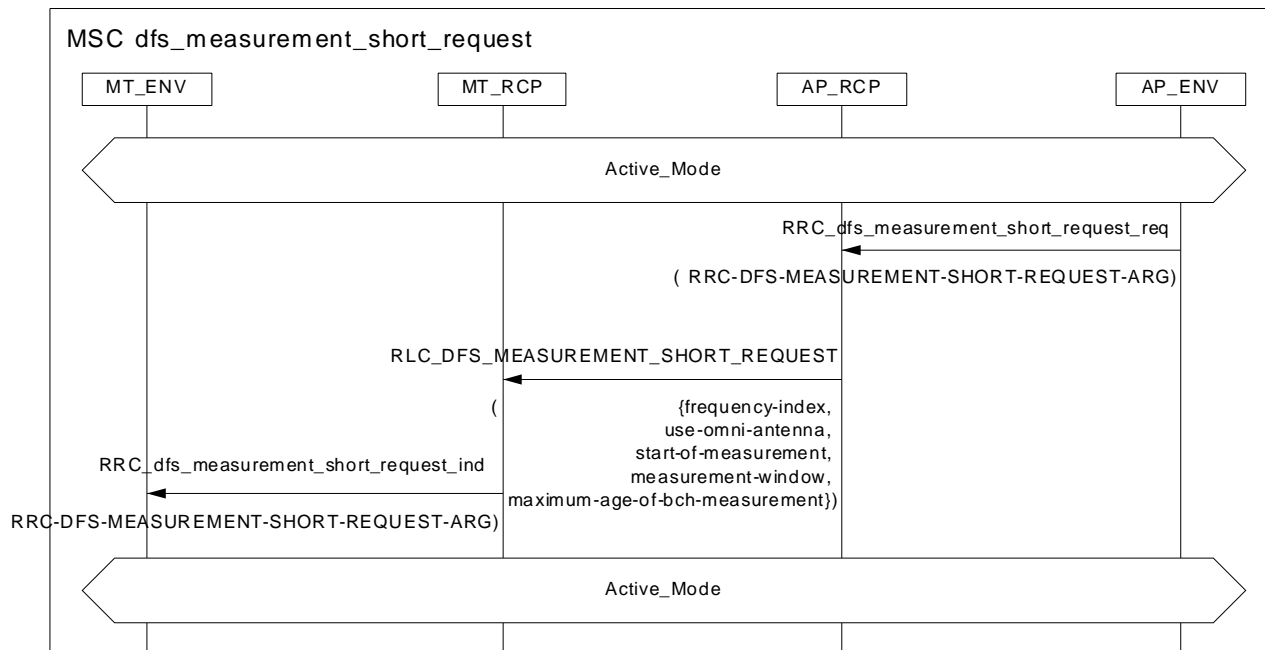 MSC dfs_measurement_short_request
MT_ENV MT_RCP AP_RCP AP_ENV
Active_Mode
RRC_dfs_measurement_short_request_req
( RRC-DFS-MEASUREMENT-SHORT-REQUEST-ARG)
RLC_DFS_MEASUREMENT_SHORT_REQUEST
( {frequency-index,
use-omni-antenna,
start-of-measurement,
RRC_dfs_measurement_short_request_ind
measurement-window,
maximum-age-of-bch-measurement})
RRC-DFS-MEASUREMENT-SHORT-REQUEST-ARG)
Active_Mode